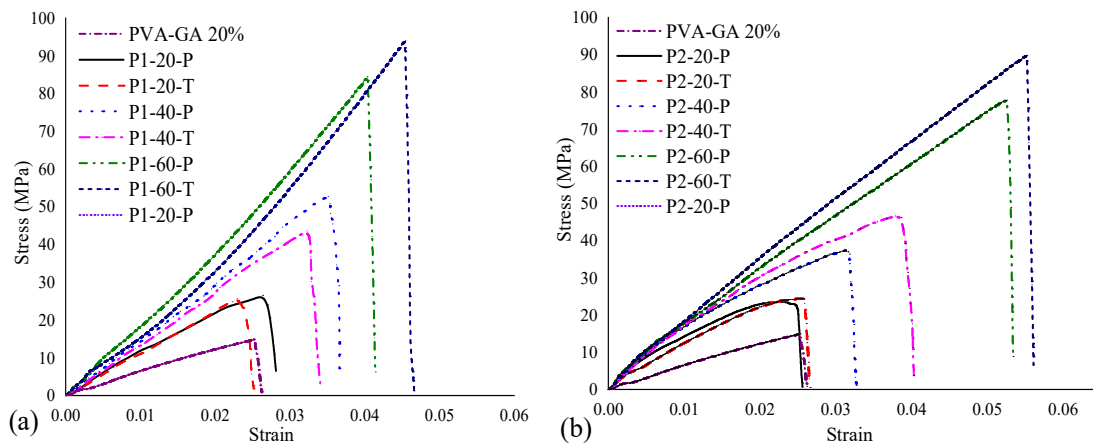 100
90
80
70
60
50
40
30
20
10
0
Stress (MPa)
PVA-GA 20%
P1-20-P
P1-20-T
P1-40-P
P1-40-T
P1-60-P
P1-60-T
P1-20-P
0.00 0.01 0.02 0.03 0.04 0.05 0.06
Strain
(a)
100
90
80
70
60
50
40
30
20
10
0
Stress (MPa)
PVA-GA 20%
P2-20-P
P2-20-T
P2-40-P
P2-40-T
P2-60-P
P2-60-T
P2-20-P
0.00 0.01 0.02 0.03 0.04 0.05 0.06
Strain
(b)